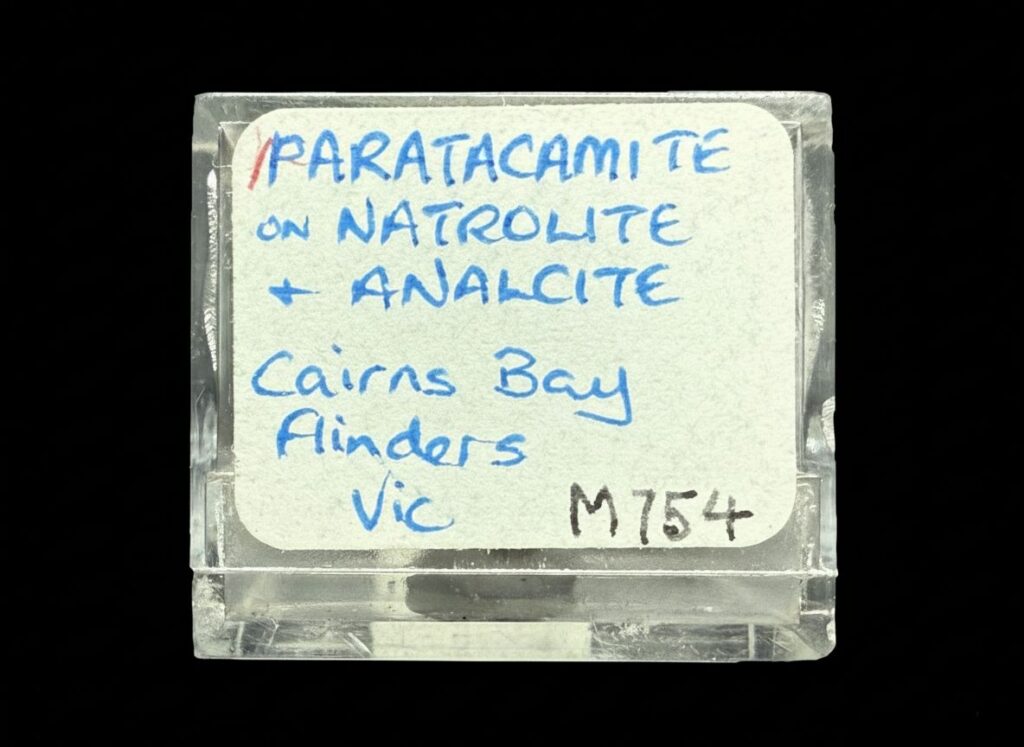 PARATACAMITE
ON NATROLITE
+ ANALCITE
Cairns Bay
Flinders
Vic M754